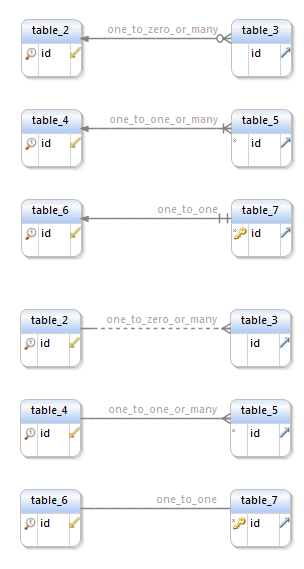 table_2 one_to_zero_or_many table_3
id id
table_4 one_to_one_or_many table_5
id * id
table_6 one_to_one table_7
id * id
table_2 one_to_zero_or_many table_3
id id
table_4 one_to_one_or_many table_5
id * id
table_6 one_to_one table_7
id * id